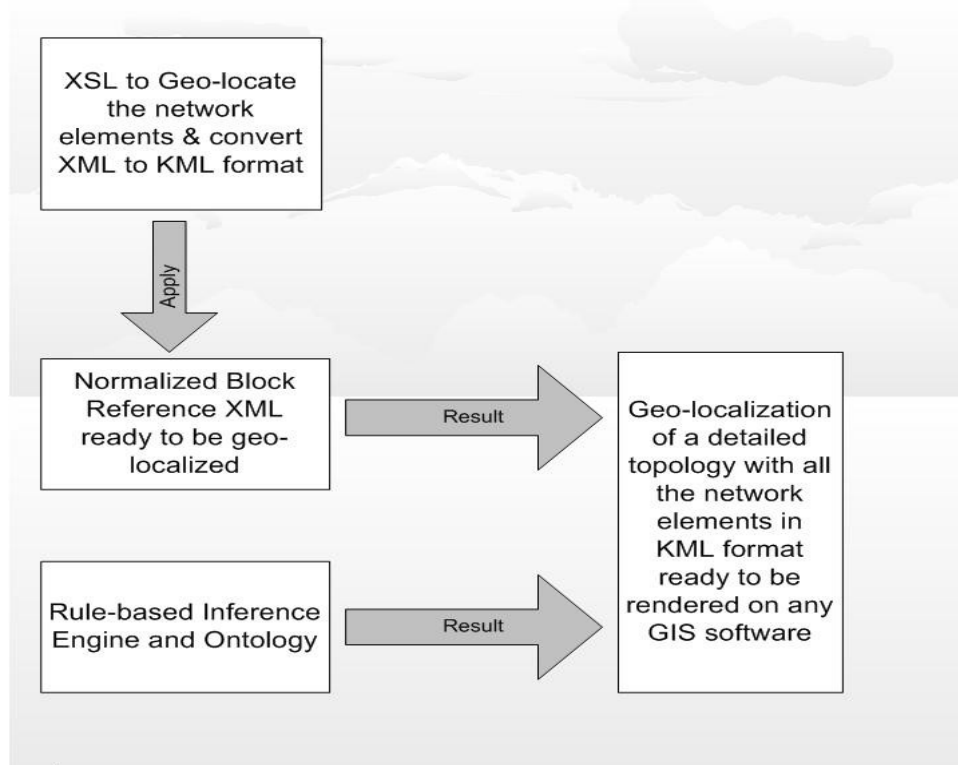 XSL to Geo-locate
the network
elements & convert
XML to KML format
Apply
Normalized Block
Reference XML
ready to be geo-
localized
Result
Geo-localization
of a detailed
topology with all
the network
elements in
KML format
ready to be
rendered on any
GIS software
Rule-based Inference
Engine and Ontology
Result